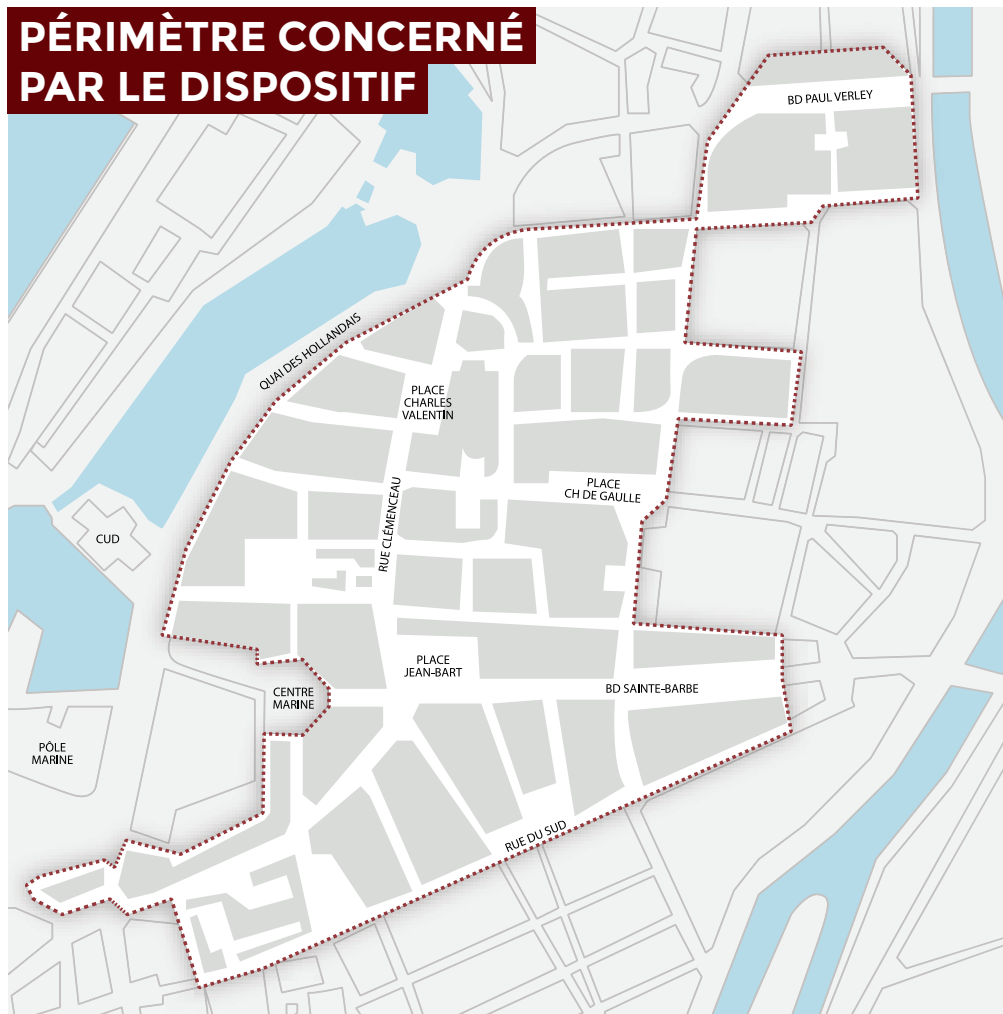 PÉRIMÈTRE CONCERNÉ
PAR LE DISPOSITIF
BD PAUL VERLEY
QUAI DES HOLLANDAIS
PLACE
CHARLES
VALENTIN
PLACE
CH DE GAULLE
RUE CLÉMENCEAU
CUD
PLACE
JEAN-BART
BD SAINTE-BARBE
CENTRE
MARINE
PÔLE
MARINE
RUE DU SUD